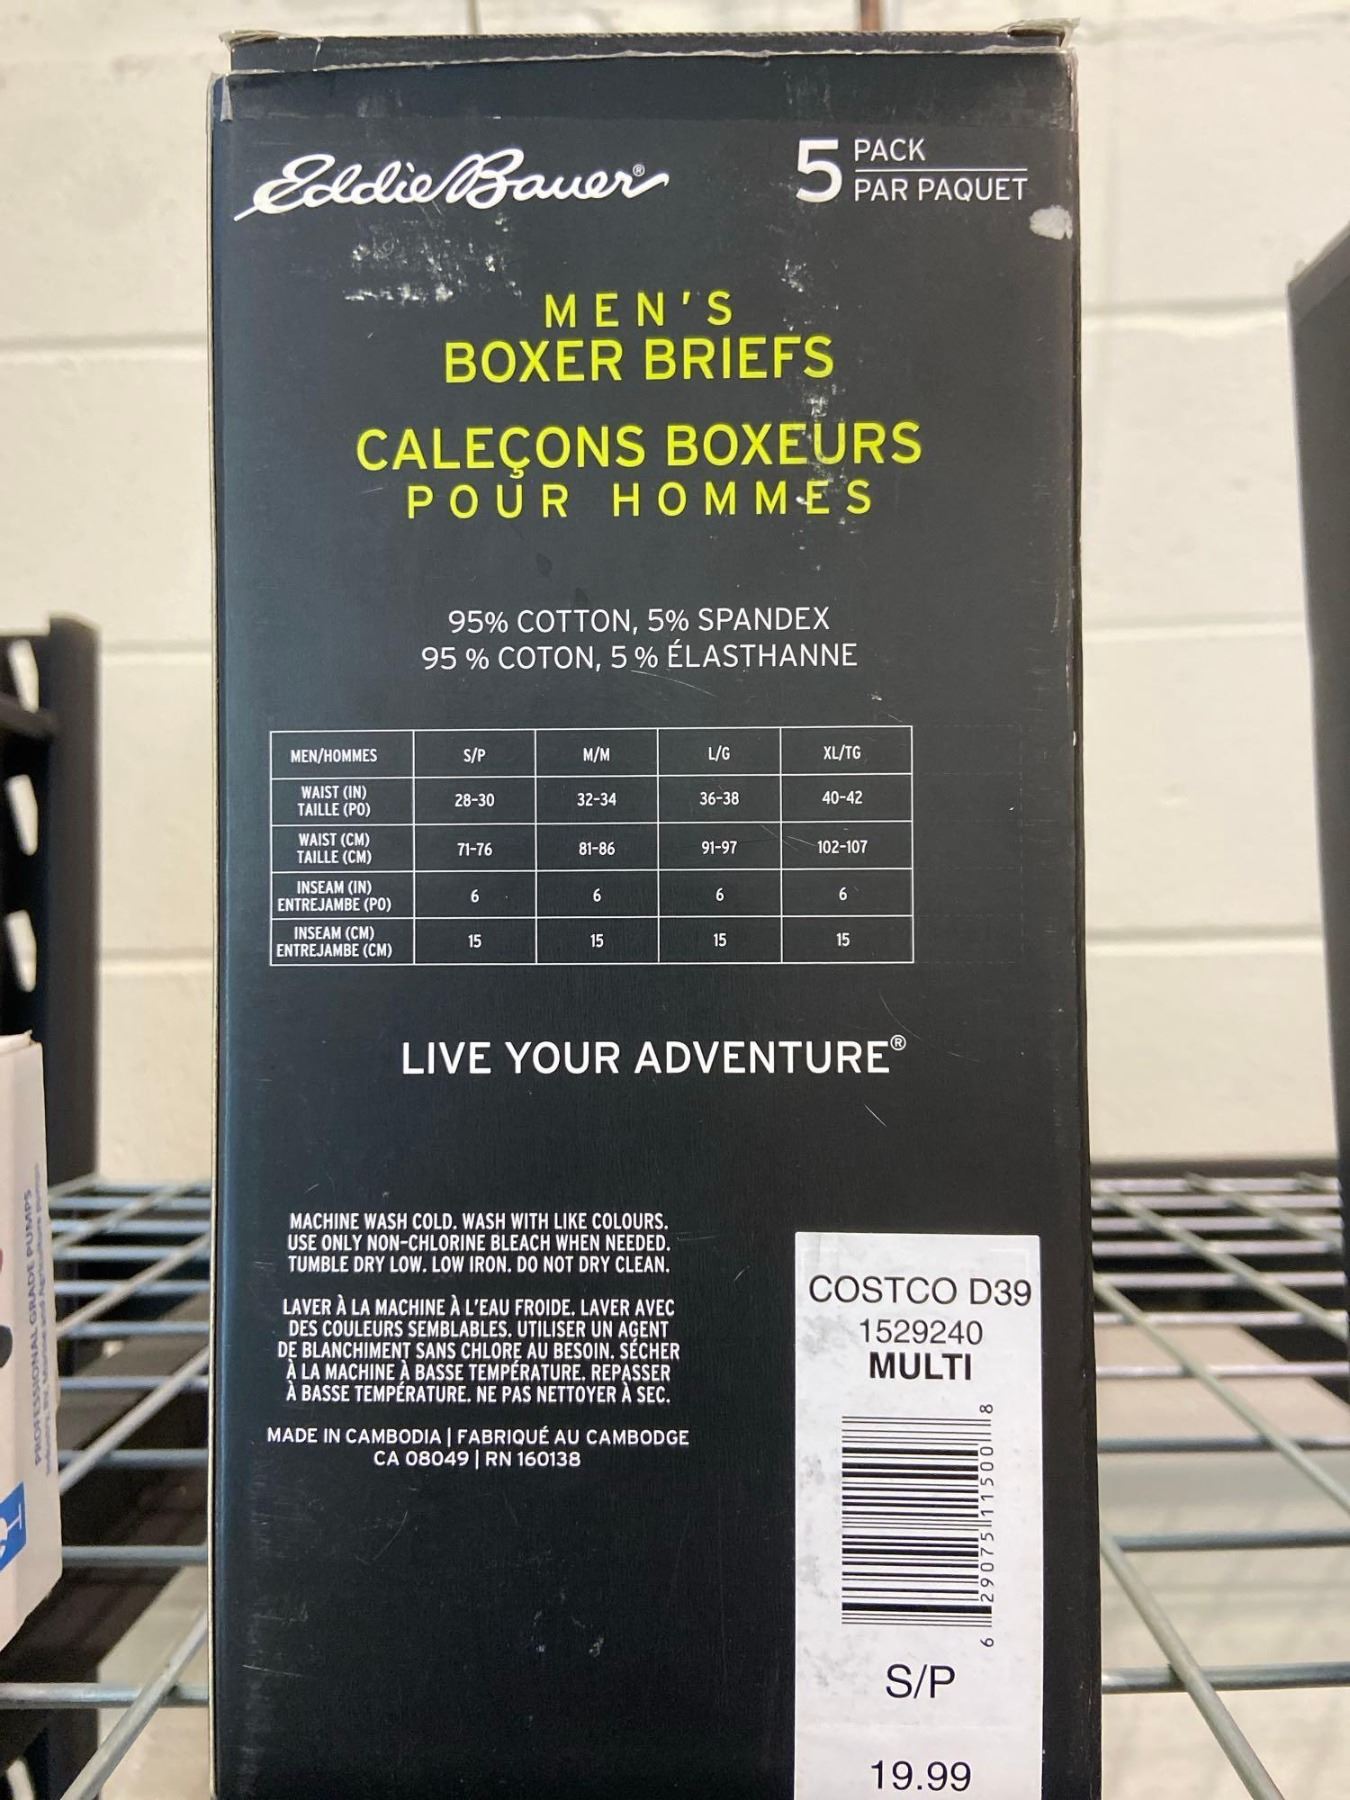 Eddie Bauer®
5 PACK
PAR PAQUET
MEN'S
BOXER BRIEFS
CALEÇONS BOXEURS
POUR HOMMES
95% COTTON, 5% SPANDEX
95 % COTON, 5 % ÉLASTHANNE
MEN/HOMMES S/P M/M L/G XL/TG
WAIST (IN)
TAILLE (PO) 28-30 32-34 36-38 40-42
WAIST (CM)
TAILLE (CM) 71-76 81-86 91-97 102-107
INSEAM (IN)
ENTREJAMBE (PO) 6 6 6 6
INSEAM (CM)
ENTREJAMBE (CM) 15 15 15 15
LIVE YOUR ADVENTURE®
MACHINE WASH COLD. WASH WITH LIKE COLOURS.
USE ONLY NON-CHLORINE BLEACH WHEN NEEDED.
TUMBLE DRY LOW. LOW IRON. DO NOT DRY CLEAN.
LAVER À LA MACHINE À L'EAU FROIDE. LAVER AVEC
DES COULEURS SEMBLABLES. UTILISER UN AGENT
DE BLANCHIMENT SANS CHLORE AU BESOIN. SÉCHER
À LA MACHINE À BASSE TEMPÉRATURE. REPASSER
À BASSE TEMPÉRATURE. NE PAS NETTOYER À SEC.
MADE IN CAMBODIA | FABRIQUÉ AU CAMBODGE
CA 08049 | RN 160138
COSTCO D39
1529240
MULTI
6 29075 11500 8
S/P
19.99
PROFESSIONAL GRADE PUMPS